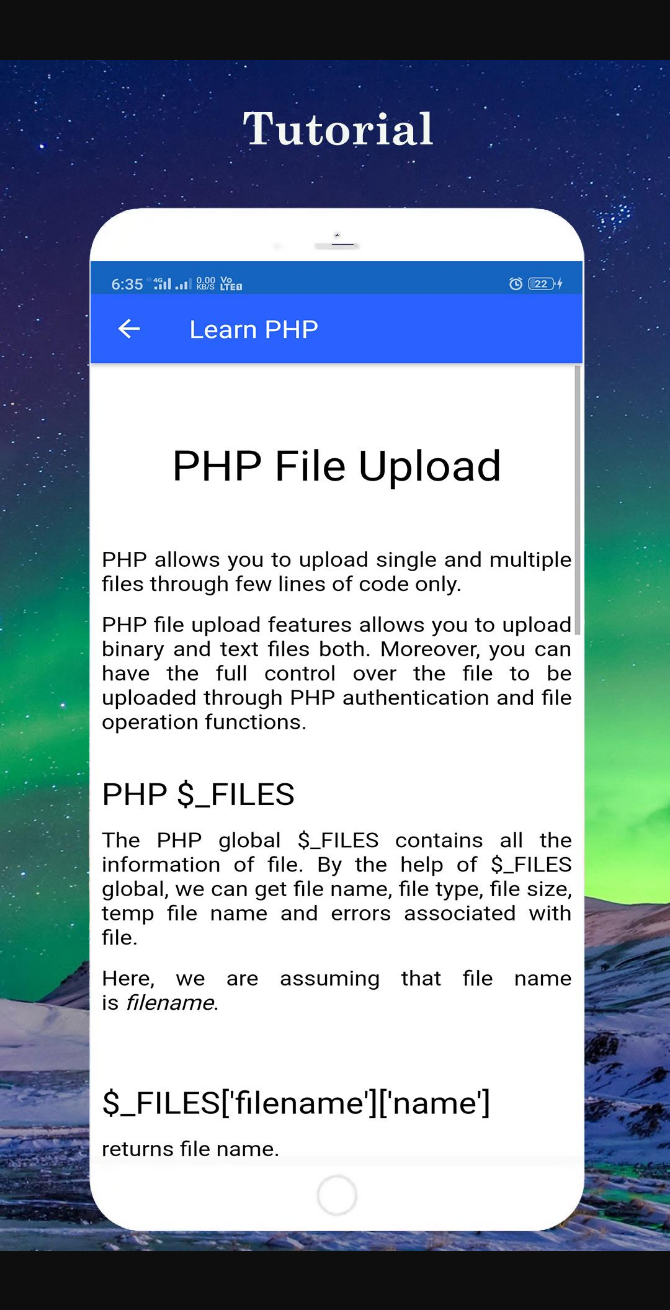 Tutorial
6:35 4G 0.00 KB/S Vo LTE 22
Learn PHP
PHP File Upload
PHP allows you to upload single and multiple
files through few lines of code only.
PHP file upload features allows you to upload
binary and text files both. Moreover, you can
have the full control over the file to be
uploaded through PHP authentication and file
operation functions.
PHP $_FILES
The PHP global $_FILES contains all the
information of file. By the help of $_FILES
global, we can get file name, file type, file size,
temp file name and errors associated with
file.
Here, we are assuming that file name
is filename.
$_FILES['filename']['name']
returns file name.